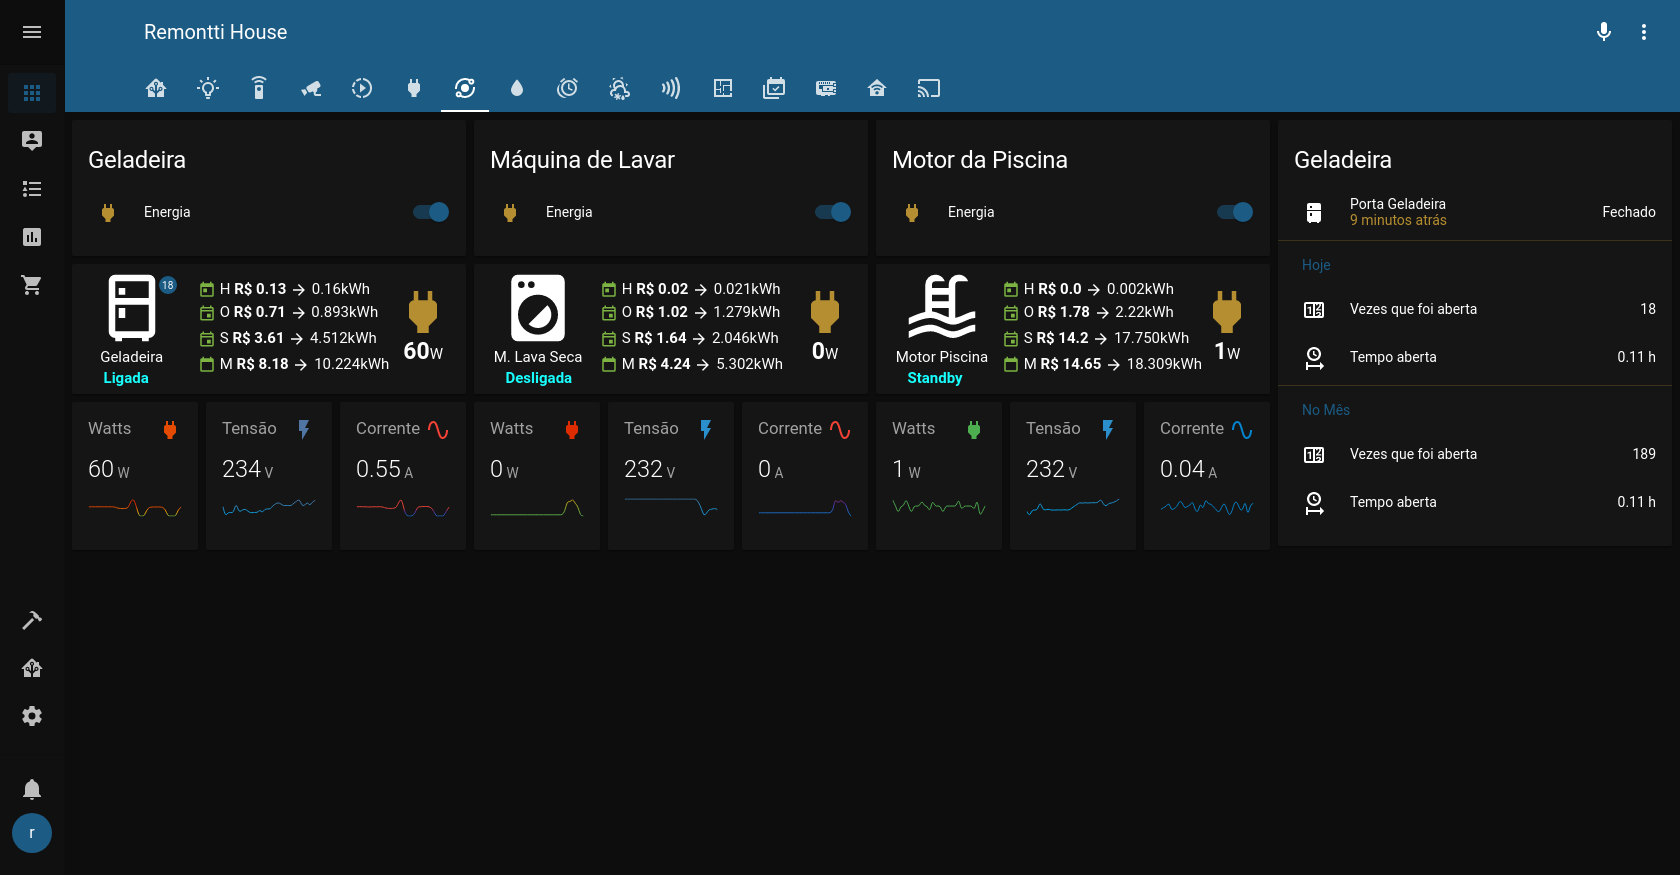 Remontti House
Geladeira
Energia
Máquina de Lavar
Energia
Motor da Piscina
Energia
Geladeira
Porta Geladeira
9 minutos atrás
Fechado
Hoje
Vezes que foi aberta 18
Tempo aberta 0.11 h
No Mês
Vezes que foi aberta 189
Tempo aberta 0.11 h
18
Geladeira
Ligada
H R$ 0.13 → 0.16kWh
O R$ 0.71 → 0.893kWh
S R$ 3.61 → 4.512kWh
M R$ 8.18 → 10.224kWh
60W
M. Lava Seca
Desligada
H R$ 0.02 → 0.021kWh
O R$ 1.02 → 1.279kWh
S R$ 1.64 → 2.046kWh
M R$ 4.24 → 5.302kWh
0W
Motor Piscina
Standby
H R$ 0.0 → 0.002kWh
O R$ 1.78 → 2.22kWh
S R$ 14.2 → 17.750kWh
M R$ 14.65 → 18.309kWh
1W
Watts
60 W
Tensão
234 V
Corrente
0.55 A
Watts
0 W
Tensão
232 V
Corrente
0 A
Watts
1 W
Tensão
232 V
Corrente
0.04 A
r